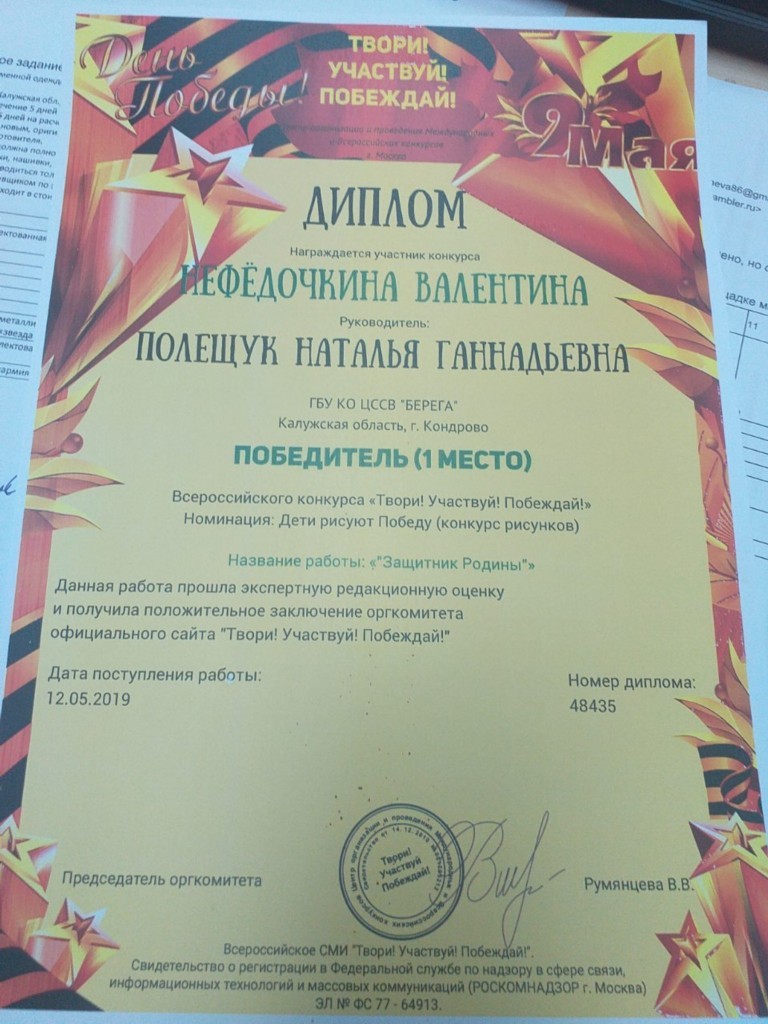 День Победы!
ТВОРИ!
УЧАСТВУЙ!
ПОБЕЖДАЙ!
9 Мая
и Всероссийских конкурсов
г. Москва
ДИПЛОМ
Награждается участник конкурса
НЕФЁДОЧКИНА ВАЛЕНТИНА
Руководитель:
ПОЛЕЩУК НАТАЛЬЯ ГАННАДЬЕВНА
ГБУ КО ЦССВ "БЕРЕГА"
Калужская область, г. Кондрово
ПОБЕДИТЕЛЬ (1 МЕСТО)
Всероссийского конкурса «Твори! Участвуй! Побеждай!»
Номинация: Дети рисуют Победу (конкурс рисунков)
Название работы: «"Защитник Родины"»
Данная работа прошла экспертную редакционную оценку
и получила положительное заключение оргкомитета
официального сайта "Твори! Участвуй! Побеждай!"
Дата поступления работы:
12.05.2019
Номер диплома:
48435
Председатель оргкомитета
Твори!
Участвуй
Побеждай!
Румянцева В.В.
Всероссийское СМИ "Твори! Участвуй! Побеждай!".
Свидетельство о регистрации в Федеральной службе по надзору в сфере связи,
информационных технологий и массовых коммуникаций (РОСКОМНАДЗОР г. Москва)
ЭЛ № ФС 77 - 64913.